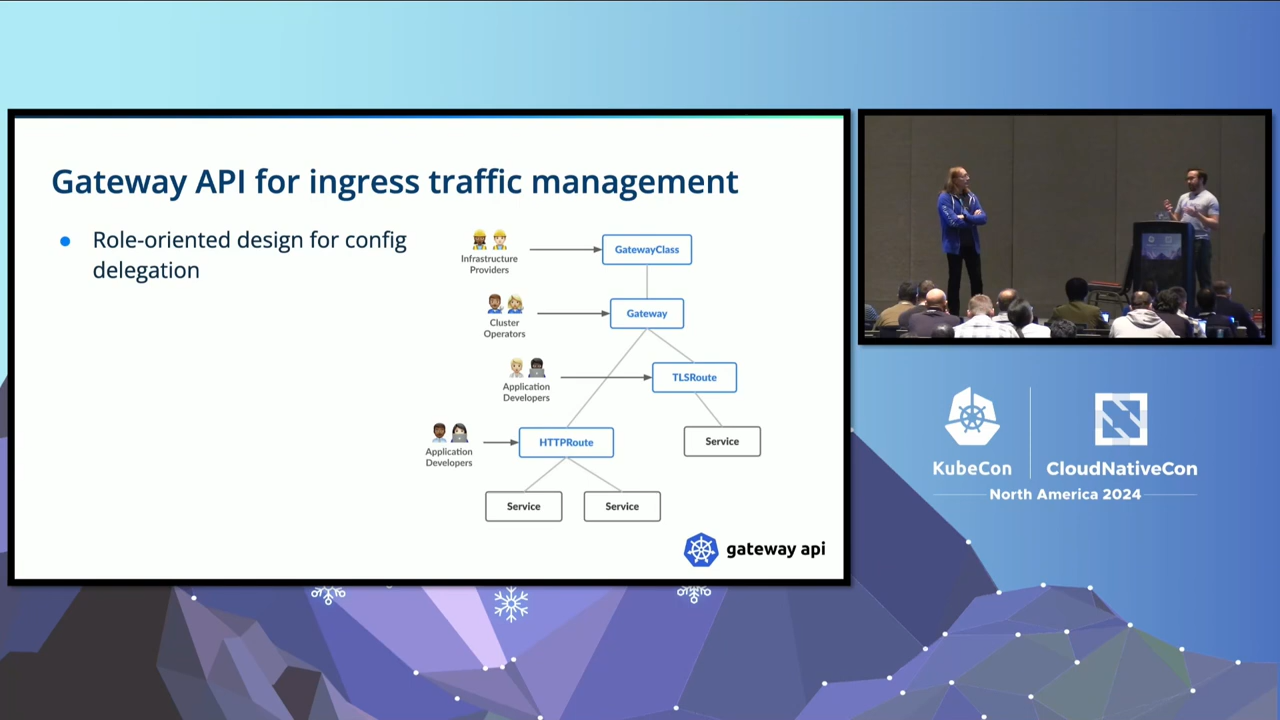 Gateway API for ingress traffic management
Role-oriented design for config
delegation
Infrastructure
Providers
GatewayClass
Cluster
Operators
Gateway
Application
Developers
TLSRoute
Application
Developers
HTTPRoute
Service
Service
Service
gateway api
KubeCon
CloudNativeCon
North America 2024